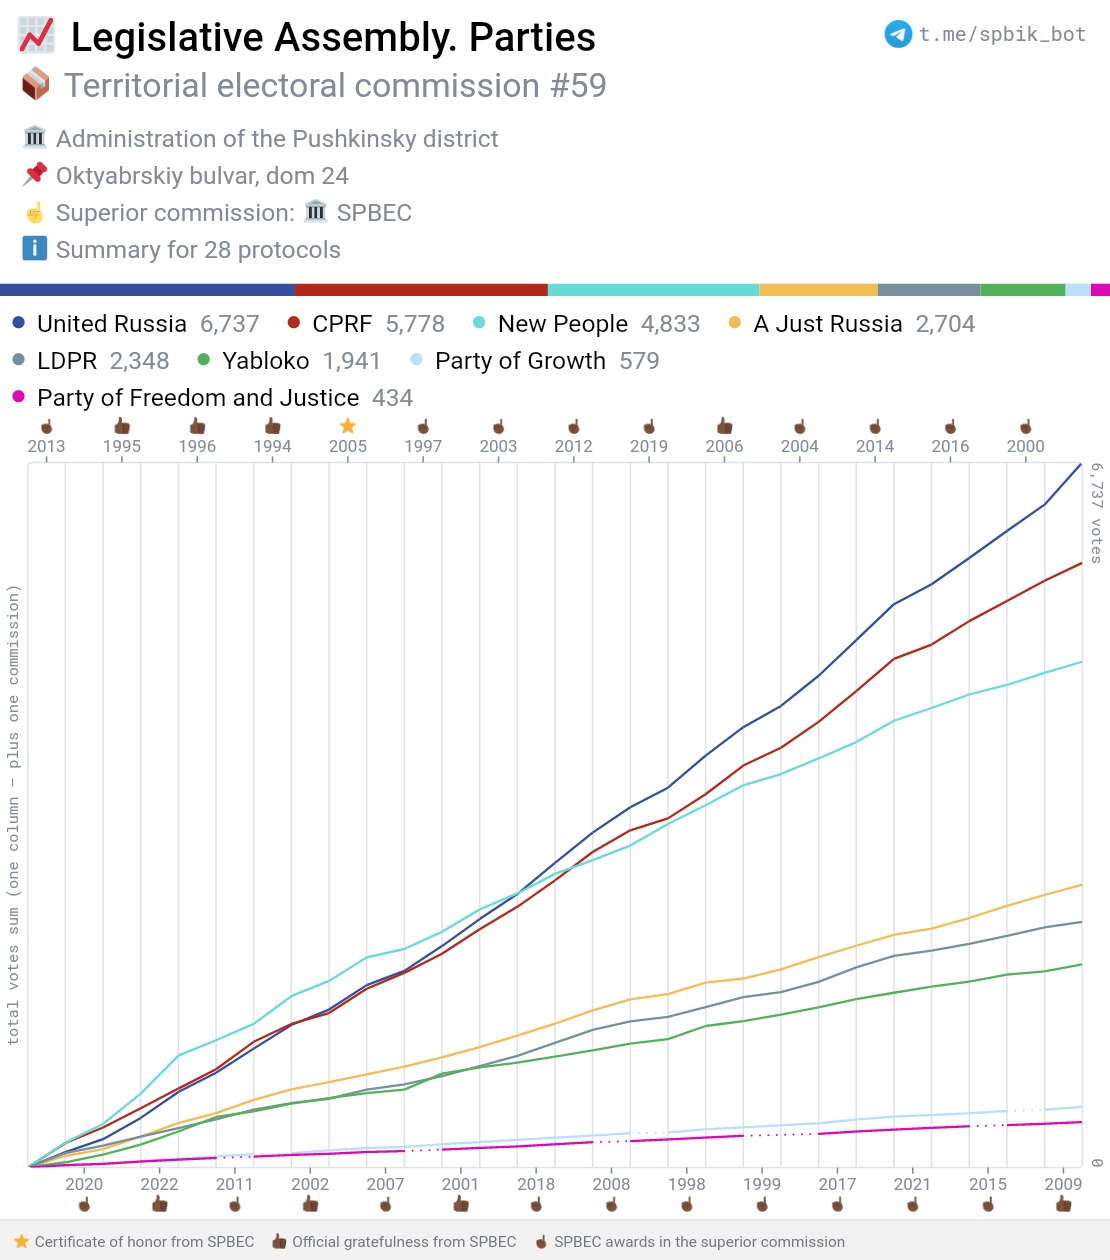 Legislative Assembly. Parties
t.me/spbik_bot
Territorial electoral commission #59
Administration of the Pushkinsky district
Oktyabrskiy bulvar, dom 24
Superior commission: SPBEC
Summary for 28 protocols
United Russia 6,737 CPRF 5,778 New People 4,833 A Just Russia 2,704
LDPR 2,348 Yabloko 1,941 Party of Growth 579
Party of Freedom and Justice 434
2013 1995 1996 1994 2005 1997 2003 2012 2019 2006 2004 2014 2016 2000
6,737 votes
total votes sum (one column – plus one commission)
0
2020 2022 2011 2002 2007 2001 2018 2008 1998 1999 2017 2021 2015 2009
Certificate of honor from SPBEC Official gratefulness from SPBEC SPBEC awards in the superior commission